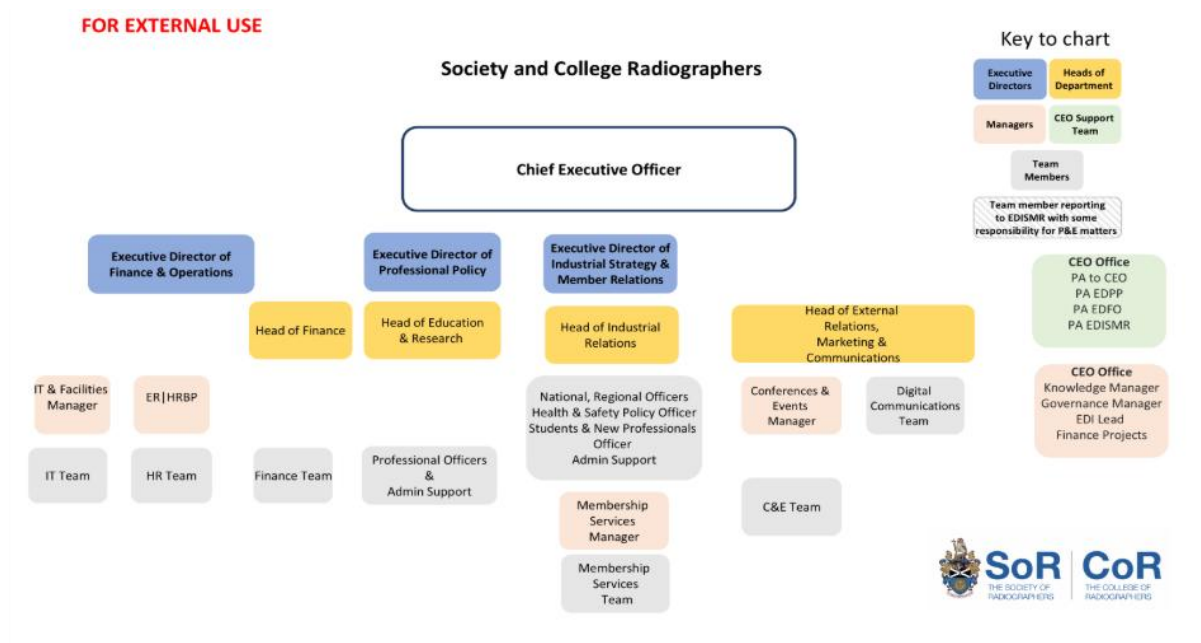 FOR EXTERNAL USE
Society and College Radiographers
Key to chart
Executive
Directors
Heads of
Department
Managers
CEO Support
Team
Team
Members
Team member reporting
to EDISMR with some
responsibility for P&E matters
Chief Executive Officer
Executive Director of
Finance & Operations
Executive Director of
Professional Policy
Executive Director of
Industrial Strategy &
Member Relations
CEO Office
PA to CEO
PA EDPP
PA EDFO
PA EDISMR
Head of Finance
Head of Education
& Research
Head of Industrial
Relations
Head of External
Relations,
Marketing &
Communications
IT & Facilities
Manager
ER|HRBP
National, Regional Officers
Health & Safety Policy Officer
Students & New Professionals
Officer
Admin Support
Conferences &
Events
Manager
Digital
Communications
Team
CEO Office
Knowledge Manager
Governance Manager
EDI Lead
Finance Projects
IT Team
HR Team
Finance Team
Professional Officers
&
Admin Support
C&E Team
Membership
Services
Manager
Membership
Services
Team
SoR
THE SOCIETY OF
RADIOGRAPHERS
CoR
THE COLLEGE OF
RADIOGRAPHERS